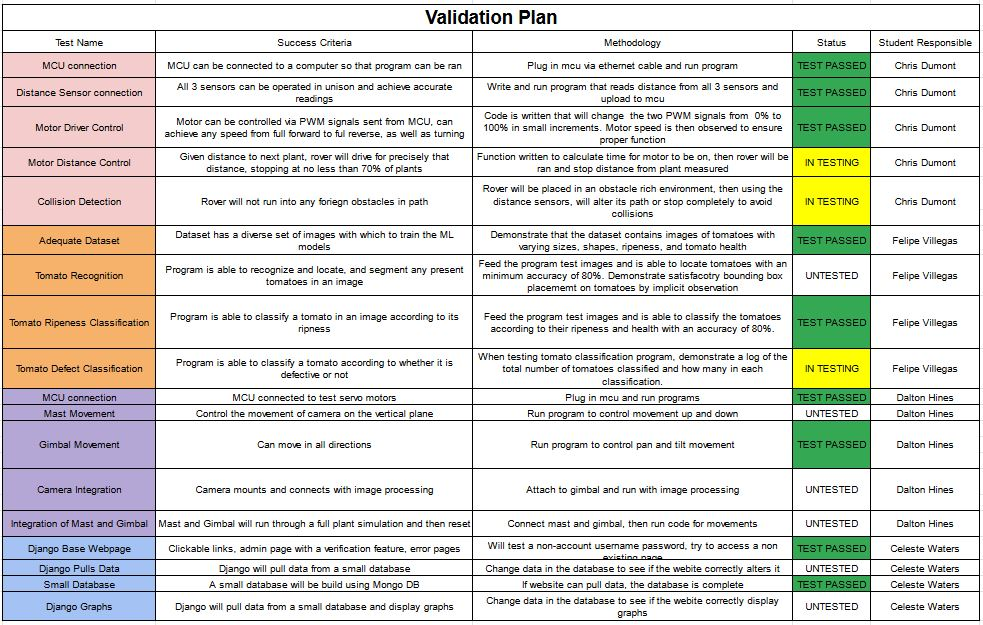 Validation Plan
Test Name Success Criteria Methodology Status Student Responsible
MCU connection MCU can be connected to a computer so that program can be ran Plug in mcu via ethernet cable and run program TEST PASSED Chris Dumont
Distance Sensor connection All 3 sensors can be operated in unison and achieve accurate
readings Write and run program that reads distance from all 3 sensors and
upload to mcu TEST PASSED Chris Dumont
Motor Driver Control Motor can be controlled via PWM signals sent from MCU, can
achieve any speed from full forward to ful reverse, as well as turning Code is written that will change the two PWM signals from 0% to
100% in small increments. Motor speed is then observed to ensure
proper function TEST PASSED Chris Dumont
Motor Distance Control Given distance to next plant, rover will drive for precisely that
distance, stopping at no less than 70% of plants Function written to calculate time for motor to be on, then rover will be
ran and stop distance from plant measured IN TESTING Chris Dumont
Collision Detection Rover will not run into any foriegn obstacles in path Rover will be placed in an obstacle rich environment, then using the
distance sensors, will alter its path or stop completely to avoid
collisions IN TESTING Chris Dumont
Adequate Dataset Dataset has a diverse set of images with which to train the ML
models Demonstrate that the dataset contains images of tomatoes with
varying sizes, shapes, ripeness, and tomato health TEST PASSED Felipe Villegas
Tomato Recognition Program is able to recognize and locate, and segment any present
tomatoes in an image Feed the program test images and is able to locate tomatoes with an
minimum accuracy of 80%. Demonstrate satisfacotry bounding box
placememt on tomatoes by implicit observation UNTESTED Felipe Villegas
Tomato Ripeness Classification Program is able to classify a tomato in an image according to its
ripness Feed the program test images and is able to classify the tomatoes
according to their ripeness and health with an accuracy of 80%. TEST PASSED Felipe Villegas
Tomato Defect Classification Program is able to classify a tomato according to whether it is
defective or not When testing tomato classification program, demonstrate a log of the
total number of tomatoes classified and how many in each
classification. IN TESTING Felipe Villegas
MCU connection MCU connected to test servo motors Plug in mcu and run programs TEST PASSED Dalton Hines
Mast Movement Control the movement of camera on the vertical plane Run program to control movement up and down UNTESTED Dalton Hines
Gimbal Movement Can move in all directions Run program to control pan and tilt movement TEST PASSED Dalton Hines
Camera Integration Camera mounts and connects with image processing Attach to gimbal and run with image processing UNTESTED Dalton Hines
Integration of Mast and Gimbal Mast and Gimbal will run through a full plant simulation and then reset Connect mast and gimbal, then run code for movements UNTESTED Dalton Hines
Django Base Webpage Clickable links, admin page with a verification feature, error pages Will test a non-account username password, try to access a non
existing page TEST PASSED Celeste Waters
Django Pulls Data Django will pull data from a small database Change data in the database to see if the webite correctly alters it UNTESTED Celeste Waters
Small Database A small database will be build using Mongo DB If website can pull data, the database is complete TEST PASSED Celeste Waters
Django Graphs Django will pull data from a small database and display graphs Change data in the database to see if the webite correctly display
graphs UNTESTED Celeste Waters